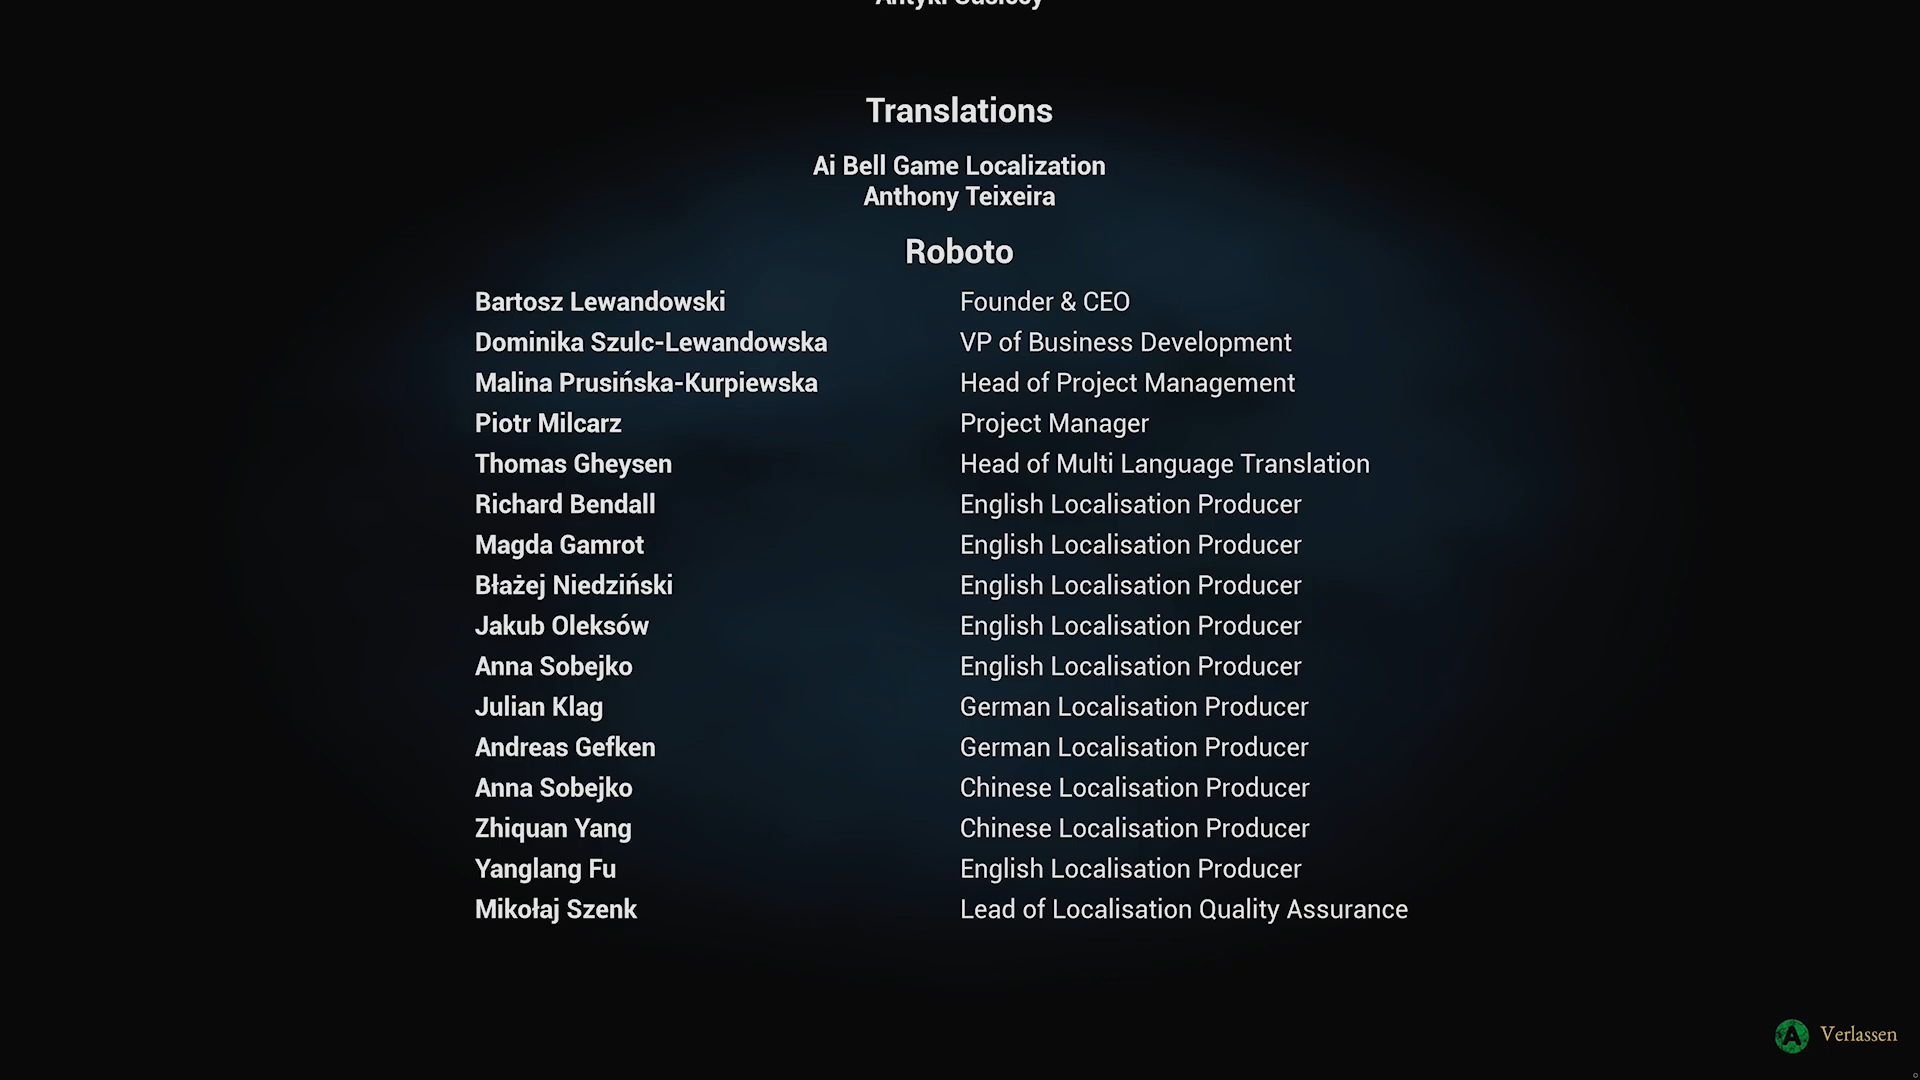 Translations
Ai Bell Game Localization
Anthony Teixeira
Roboto
Bartosz Lewandowski Founder & CEO
Dominika Szulc-Lewandowska VP of Business Development
Malina Prusińska-Kurpiewska Head of Project Management
Piotr Milcarz Project Manager
Thomas Gheysen Head of Multi Language Translation
Richard Bendall English Localisation Producer
Magda Gamrot English Localisation Producer
Błażej Niedziński English Localisation Producer
Jakub Oleksów English Localisation Producer
Anna Sobejko English Localisation Producer
Julian Klag German Localisation Producer
Andreas Gefken German Localisation Producer
Anna Sobejko Chinese Localisation Producer
Zhiquan Yang Chinese Localisation Producer
Yanglang Fu English Localisation Producer
Mikołaj Szenk Lead of Localisation Quality Assurance
A Verlassen